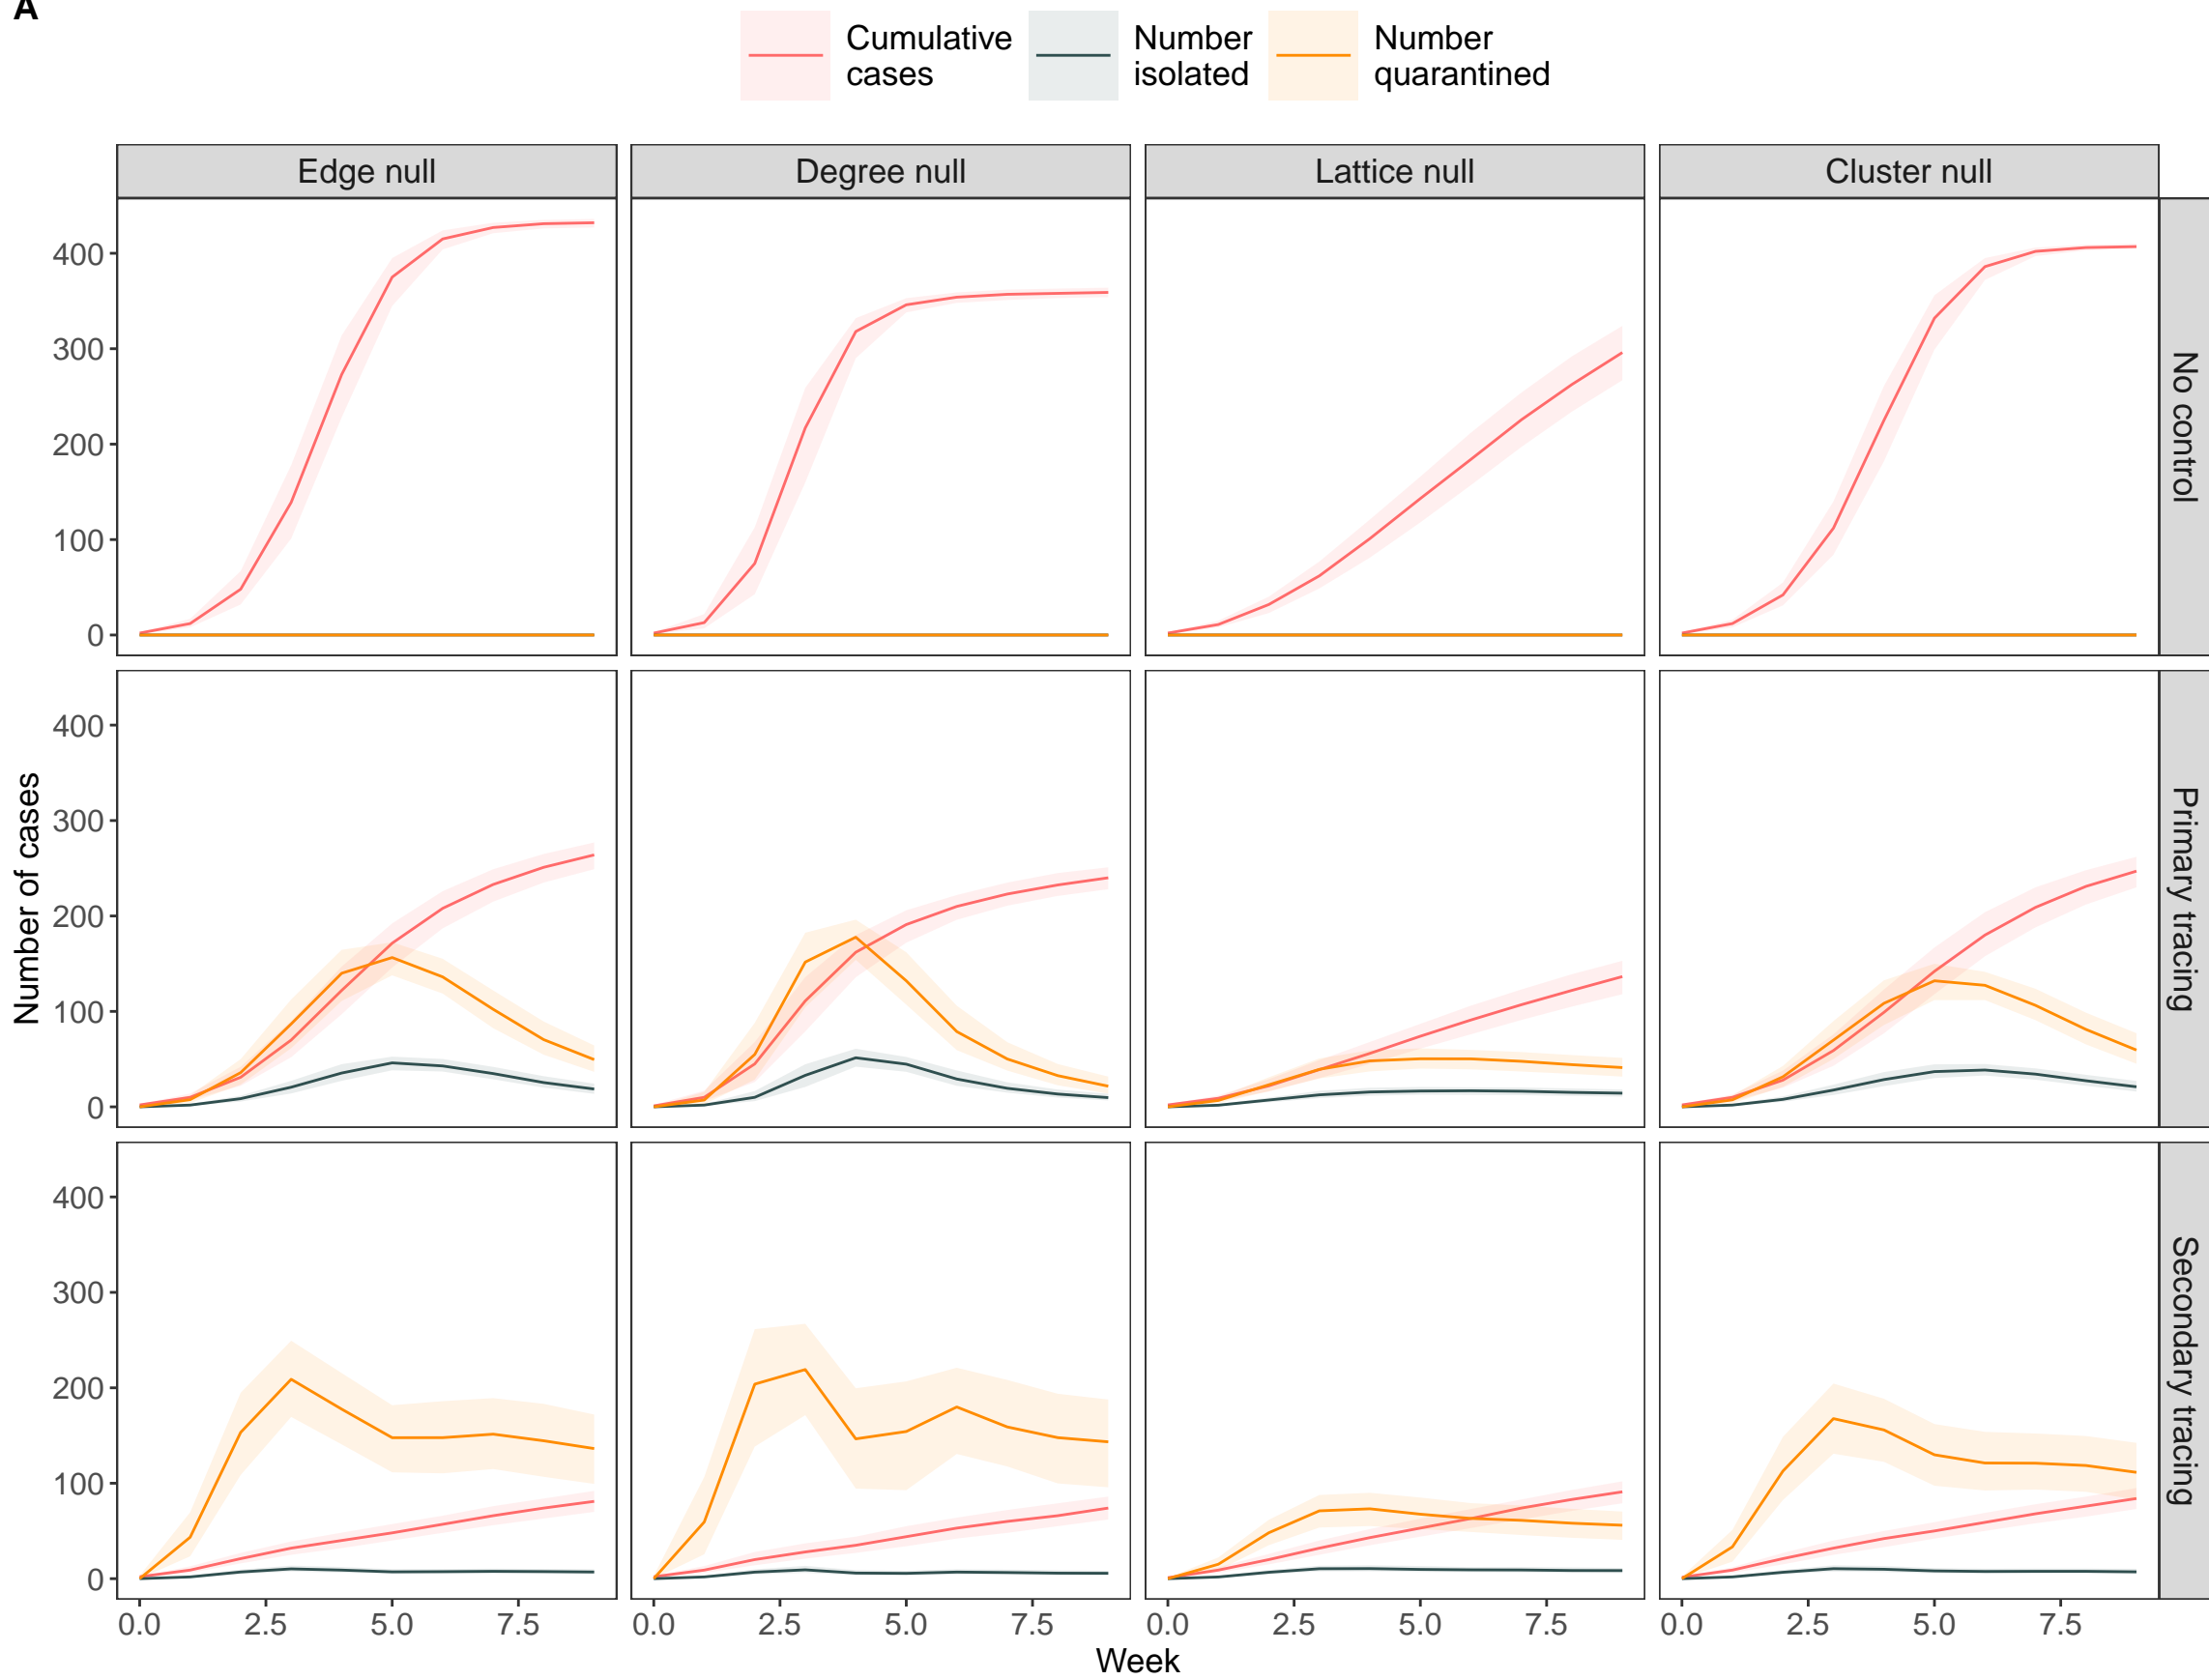 A
Cumulative
cases
Number
isolated
Number
quarantined
Edge null
Degree null
Lattice null
Cluster null
400
300
200
100
0
No control
Number of cases
400
300
200
100
0
Primary tracing
400
300
200
100
0
Secondary tracing
0.0 2.5 5.0 7.5
0.0 2.5 5.0 7.5
0.0 2.5 5.0 7.5
0.0 2.5 5.0 7.5
Week